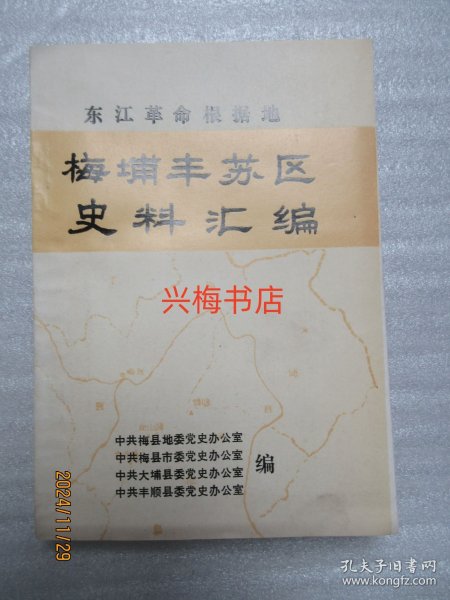 东江革命根据地
梅埔丰苏区
史料汇编
兴梅书店
中共梅县地委党史办公室
中共梅县市委党史办公室
中共大埔县委党史办公室
中共丰顺县委党史办公室
编
2024/11/29
孔夫子旧书网
www.kongfz.com